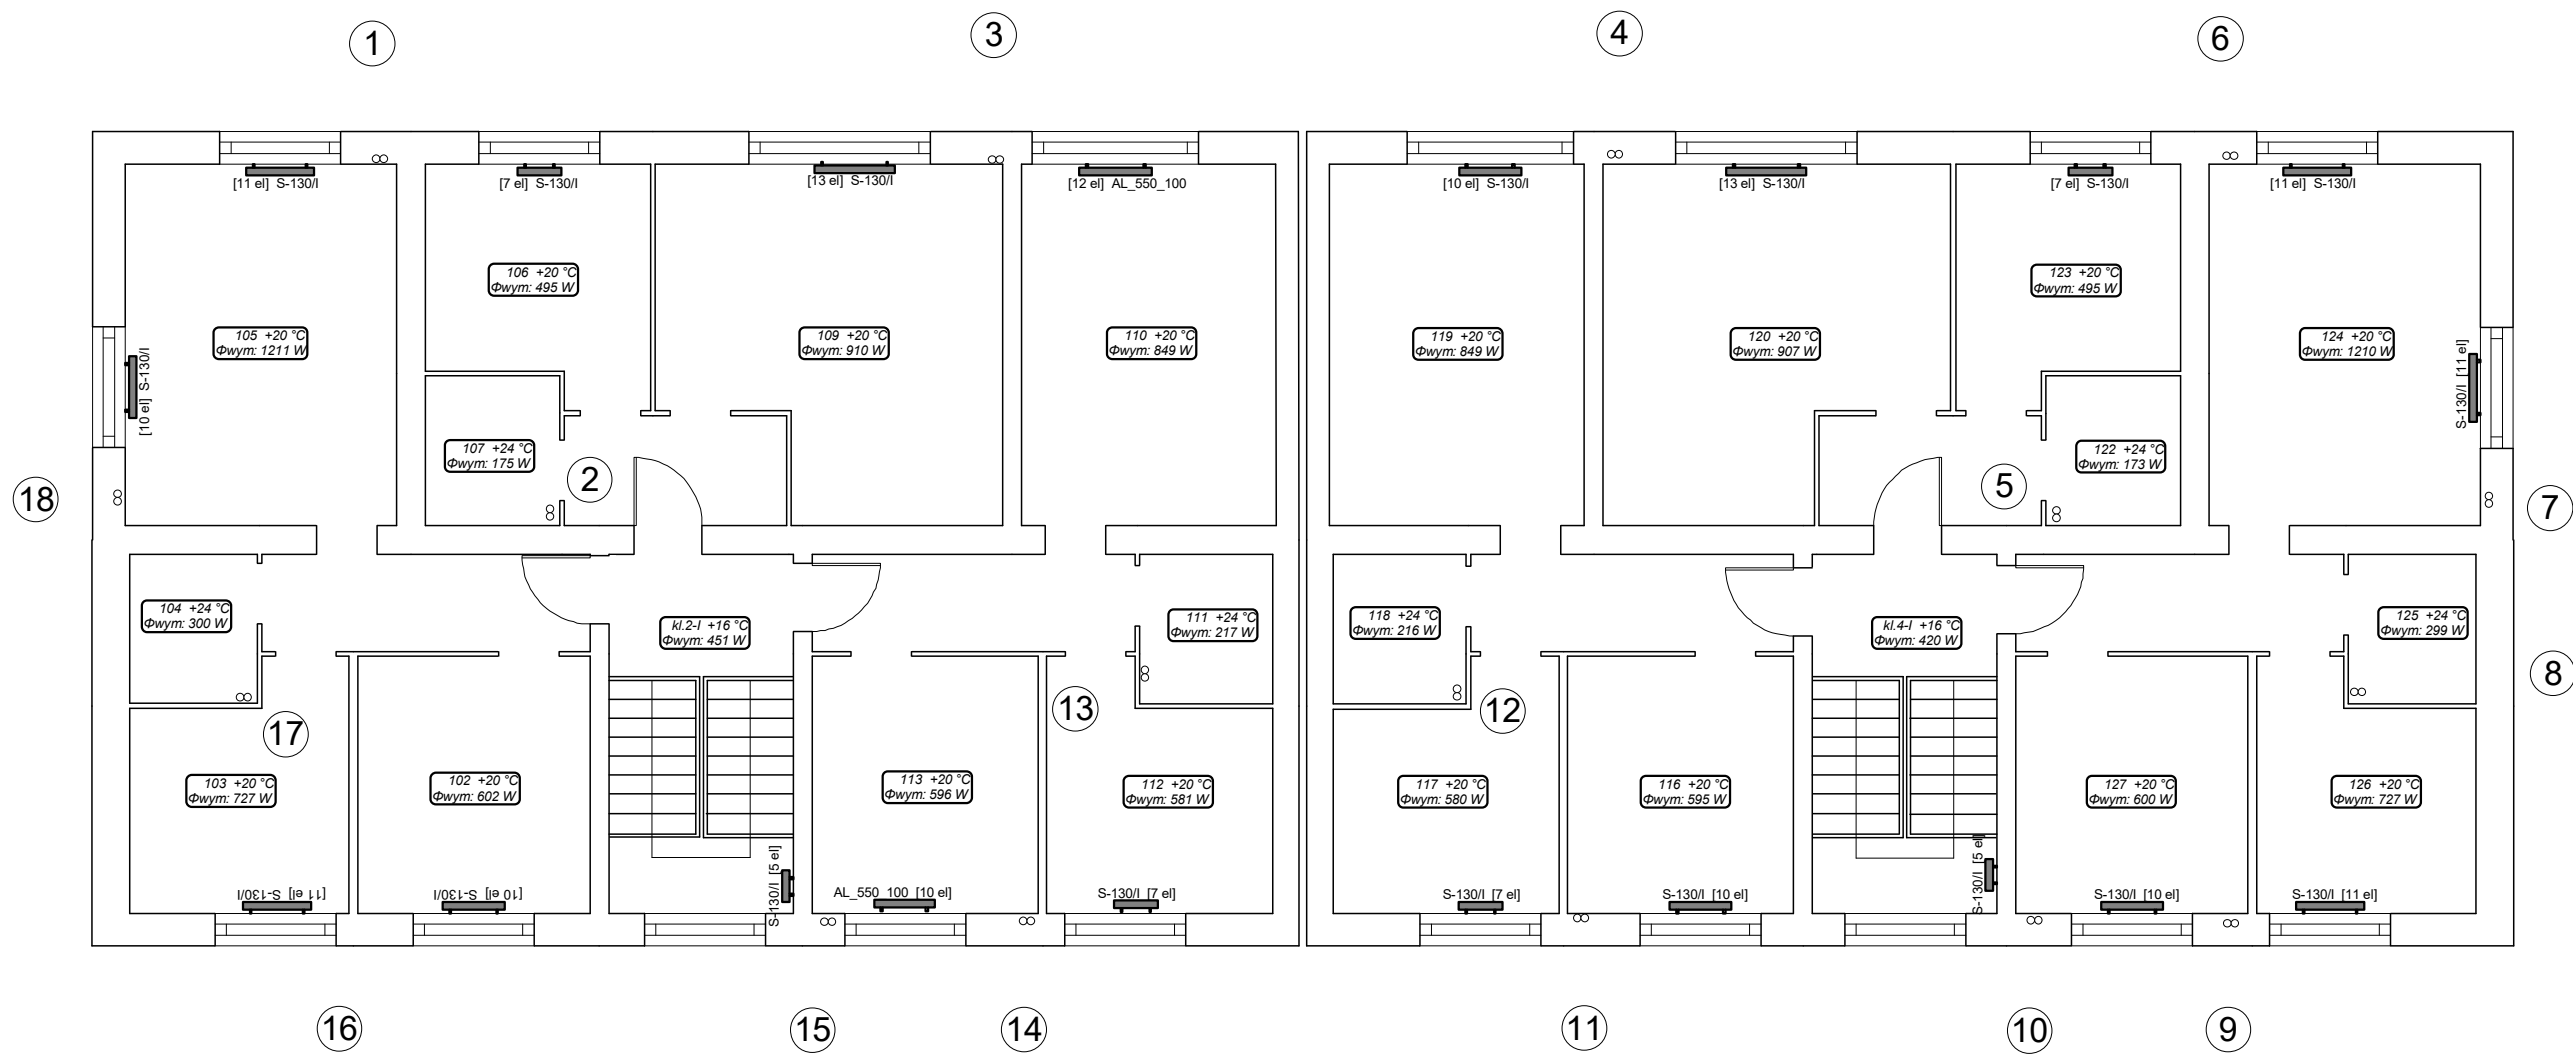 1
3
4
6
[11 el] S-130/I
[7 el] S-130/I
[13 el] S-130/I
[12 el] AL_550_100
[10 el] S-130/I
[13 el] S-130/I
[7 el] S-130/I
[11 el] S-130/I
106 +20 °C
Φwym: 495 W
123 +20 °C
Φwym: 495 W
105 +20 °C
Φwym: 1211 W
109 +20 °C
Φwym: 910 W
110 +20 °C
Φwym: 849 W
119 +20 °C
Φwym: 849 W
120 +20 °C
Φwym: 907 W
124 +20 °C
Φwym: 1210 W
[10 el] S-130/I
S-130/I [11 el]
107 +24 °C
Φwym: 175 W
122 +24 °C
Φwym: 173 W
18
2
5
7
104 +24 °C
Φwym: 300 W
kl.2-I +16 °C
Φwym: 451 W
111 +24 °C
Φwym: 217 W
118 +24 °C
Φwym: 216 W
kl.4-I +16 °C
Φwym: 420 W
125 +24 °C
Φwym: 299 W
8
17
13
12
103 +20 °C
Φwym: 727 W
102 +20 °C
Φwym: 602 W
113 +20 °C
Φwym: 596 W
112 +20 °C
Φwym: 581 W
117 +20 °C
Φwym: 580 W
116 +20 °C
Φwym: 595 W
127 +20 °C
Φwym: 600 W
126 +20 °C
Φwym: 727 W
[11 el] S-130/I
[10 el] S-130/I
S-130/I [5 el]
AL_550_100 [10 el]
S-130/I [7 el]
S-130/I [7 el]
S-130/I [10 el]
S-130/I [5 el]
S-130/I [10 el]
S-130/I [11 el]
16
15
14
11
10
9